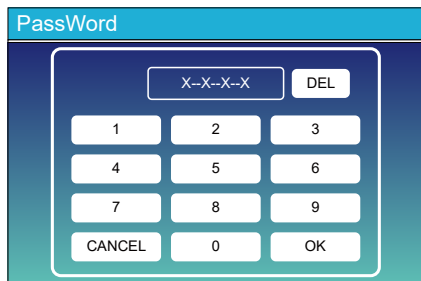 PassWord
X--X--X--X DEL
1 2 3
4 5 6
7 8 9
CANCEL 0 OK